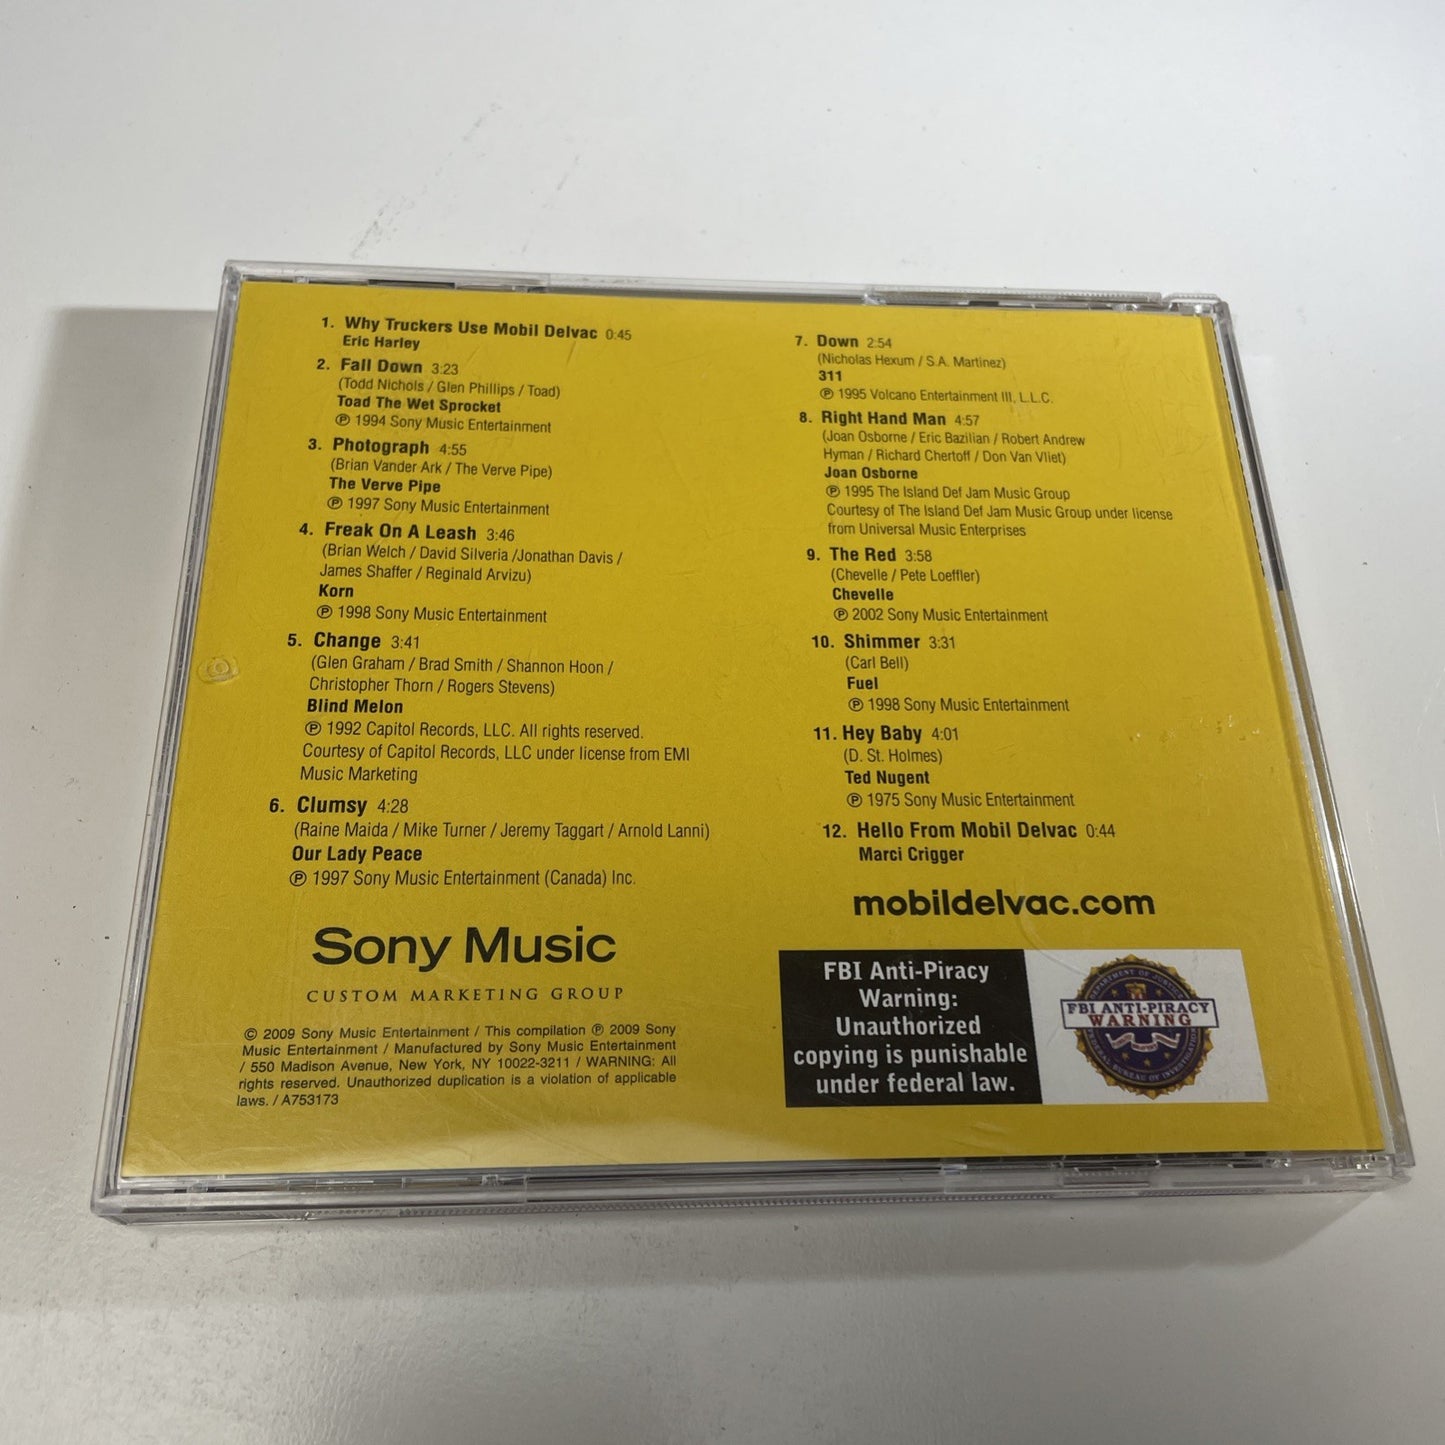 1. Why Truckers Use Mobil Delvac 0:45
Eric Harley
2. Fall Down 3:23
(Todd Nichols / Glen Phillips / Toad)
Toad The Wet Sprocket
℗ 1994 Sony Music Entertainment
3. Photograph 4:55
(Brian Vander Ark / The Verve Pipe)
The Verve Pipe
℗ 1997 Sony Music Entertainment
4. Freak On A Leash 3:46
(Brian Welch / David Silveria /Jonathan Davis /
James Shaffer / Reginald Arvizu)
Korn
℗ 1998 Sony Music Entertainment
5. Change 3:41
(Glen Graham / Brad Smith / Shannon Hoon /
Christopher Thorn / Rogers Stevens)
Blind Melon
℗ 1992 Capitol Records, LLC. All rights reserved.
Courtesy of Capitol Records, LLC under license from EMI
Music Marketing
6. Clumsy 4:28
(Raine Maida / Mike Turner / Jeremy Taggart / Arnold Lanni)
Our Lady Peace
℗ 1997 Sony Music Entertainment (Canada) Inc.
7. Down 2:54
(Nicholas Hexum / S.A. Martinez)
311
℗ 1995 Volcano Entertainment III, L.L.C.
8. Right Hand Man 4:57
(Joan Osborne / Eric Bazilian / Robert Andrew
Hyman / Richard Chertoff / Don Van Vliet)
Joan Osborne
℗ 1995 The Island Def Jam Music Group
Courtesy of The Island Def Jam Music Group under license
from Universal Music Enterprises
9. The Red 3:58
(Chevelle / Pete Loeffler)
Chevelle
℗ 2002 Sony Music Entertainment
10. Shimmer 3:31
(Carl Bell)
Fuel
℗ 1998 Sony Music Entertainment
11. Hey Baby 4:01
(D. St. Holmes)
Ted Nugent
℗ 1975 Sony Music Entertainment
12. Hello From Mobil Delvac 0:44
Marci Crigger
mobildelvac.com
Sony Music
CUSTOM MARKETING GROUP
© 2009 Sony Music Entertainment / This compilation ℗ 2009 Sony
Music Entertainment / Manufactured by Sony Music Entertainment
/ 550 Madison Avenue, New York, NY 10022-3211 / WARNING: All
rights reserved. Unauthorized duplication is a violation of applicable
laws. / A753173
FBI Anti-Piracy
Warning:
Unauthorized
copying is punishable
under federal law.
DEPARTMENT OF JUSTICE
FBI ANTI-PIRACY
WARNING
FEDERAL BUREAU OF INVESTIGATION